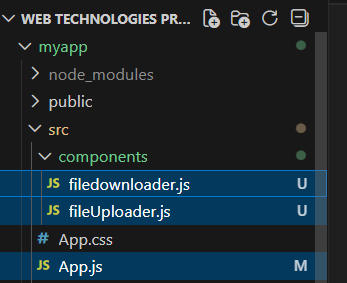 WEB TECHNOLOGIES PR...
myapp
node_modules
public
src
components
JS filedownloader.js U
JS fileUploader.js U
# App.css
JS App.js M